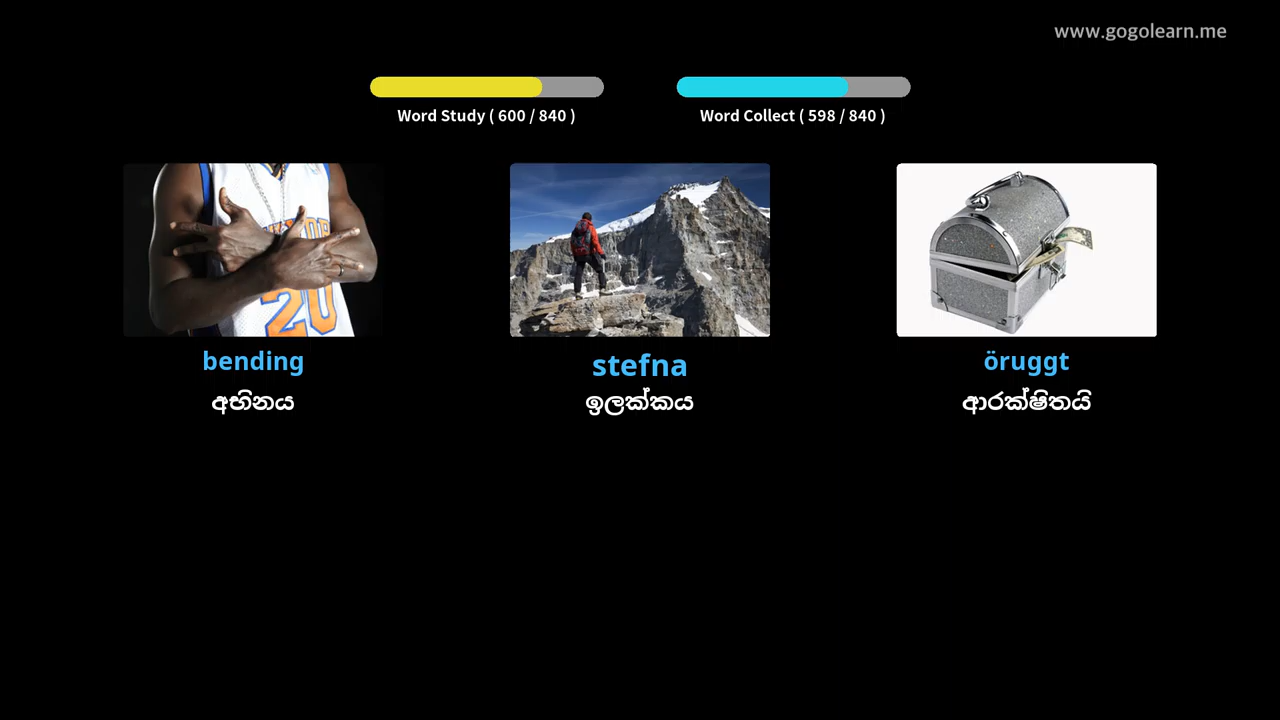 www.gogolearn.me
Word Study ( 600 / 840 )
Word Collect ( 598 / 840 )
20
bending
stefna
öruggt
අභිනය
ඉලක්කය
ආරක්ෂිතයි